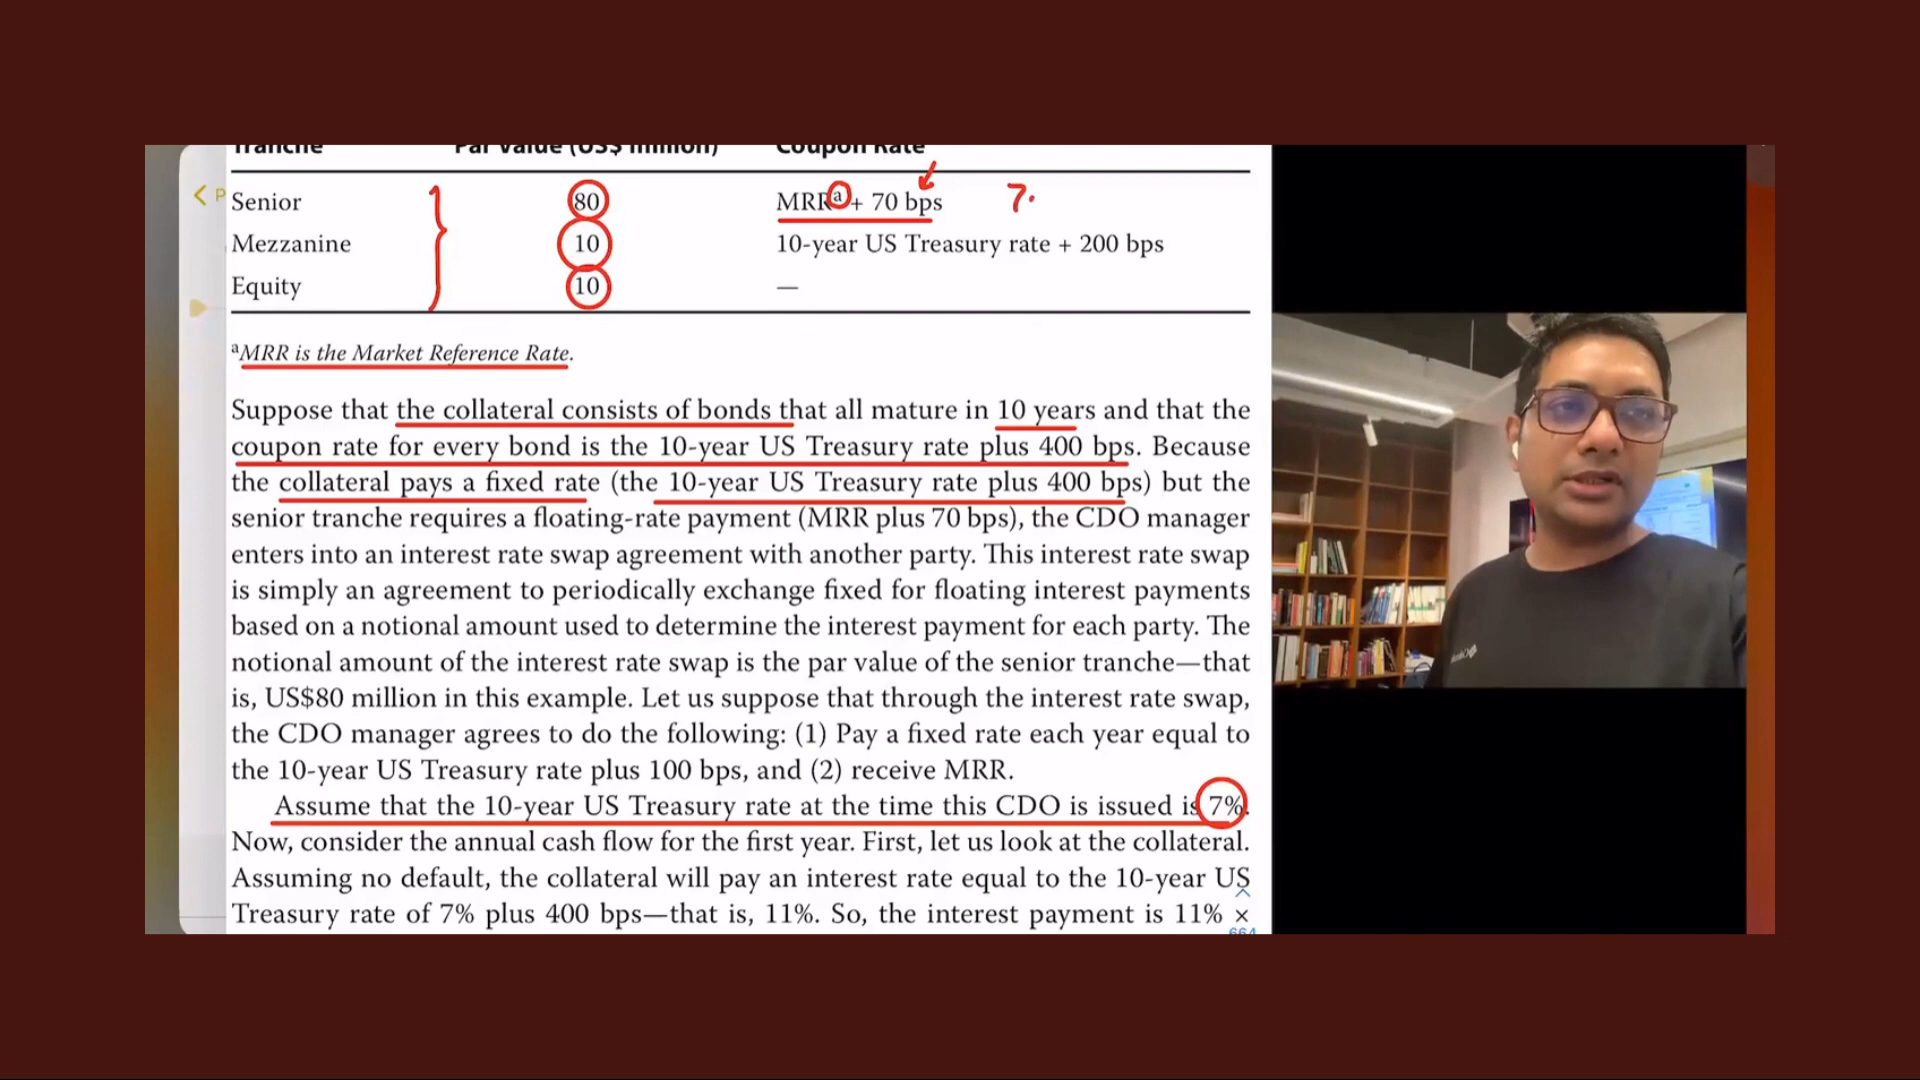 Tranche Par Value (US$ million) Coupon Rate
Senior 80 MRRᵃ + 70 bps 7.
Mezzanine 10 10-year US Treasury rate + 200 bps
Equity 10 —
ᵃMRR is the Market Reference Rate.
Suppose that the collateral consists of bonds that all mature in 10 years and that the
coupon rate for every bond is the 10-year US Treasury rate plus 400 bps. Because
the collateral pays a fixed rate (the 10-year US Treasury rate plus 400 bps) but the
senior tranche requires a floating-rate payment (MRR plus 70 bps), the CDO manager
enters into an interest rate swap agreement with another party. This interest rate swap
is simply an agreement to periodically exchange fixed for floating interest payments
based on a notional amount used to determine the interest payment for each party. The
notional amount of the interest rate swap is the par value of the senior tranche—that
is, US$80 million in this example. Let us suppose that through the interest rate swap,
the CDO manager agrees to do the following: (1) Pay a fixed rate each year equal to
the 10-year US Treasury rate plus 100 bps, and (2) receive MRR.
Assume that the 10-year US Treasury rate at the time this CDO is issued is 7%.
Now, consider the annual cash flow for the first year. First, let us look at the collateral.
Assuming no default, the collateral will pay an interest rate equal to the 10-year US
Treasury rate of 7% plus 400 bps—that is, 11%. So, the interest payment is 11% ×
664